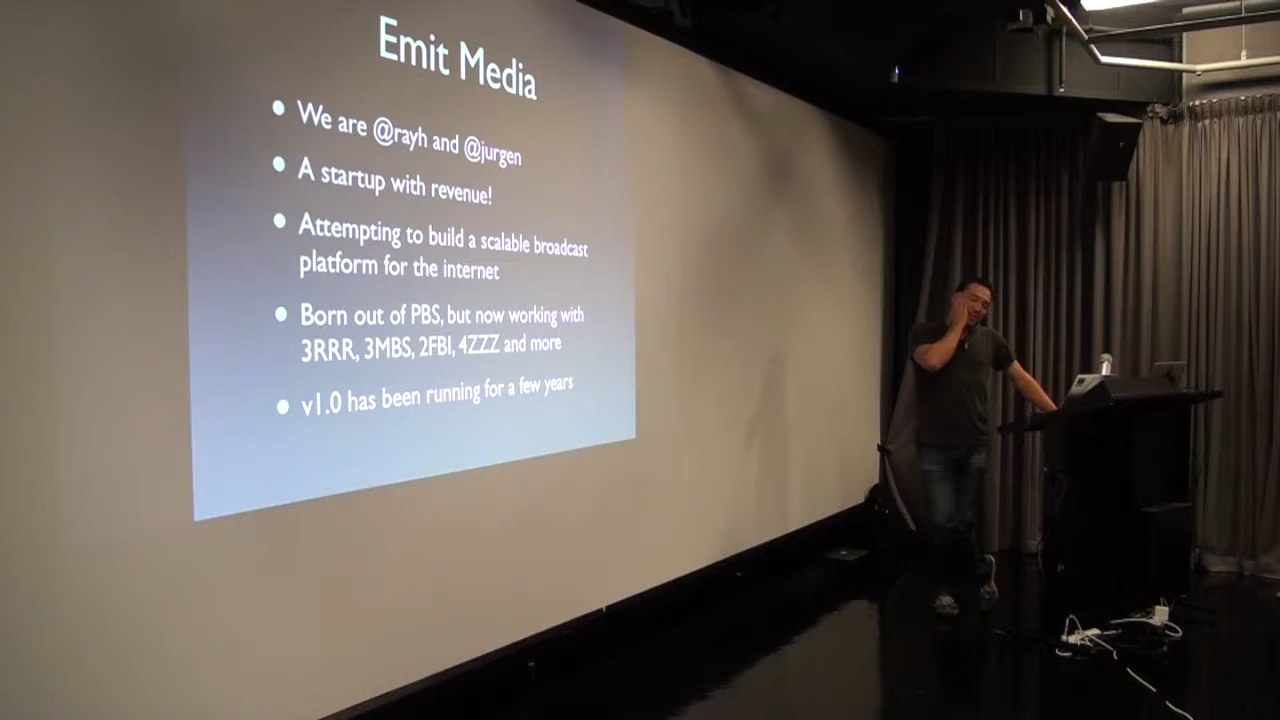 Emit Media
• We are @rayh and @jurgen
• A startup with revenue!
• Attempting to build a scalable broadcast
platform for the internet
• Born out of PBS, but now working with
3RRR, 3MBS, 2FBI, 4ZZZ and more
• v1.0 has been running for a few years